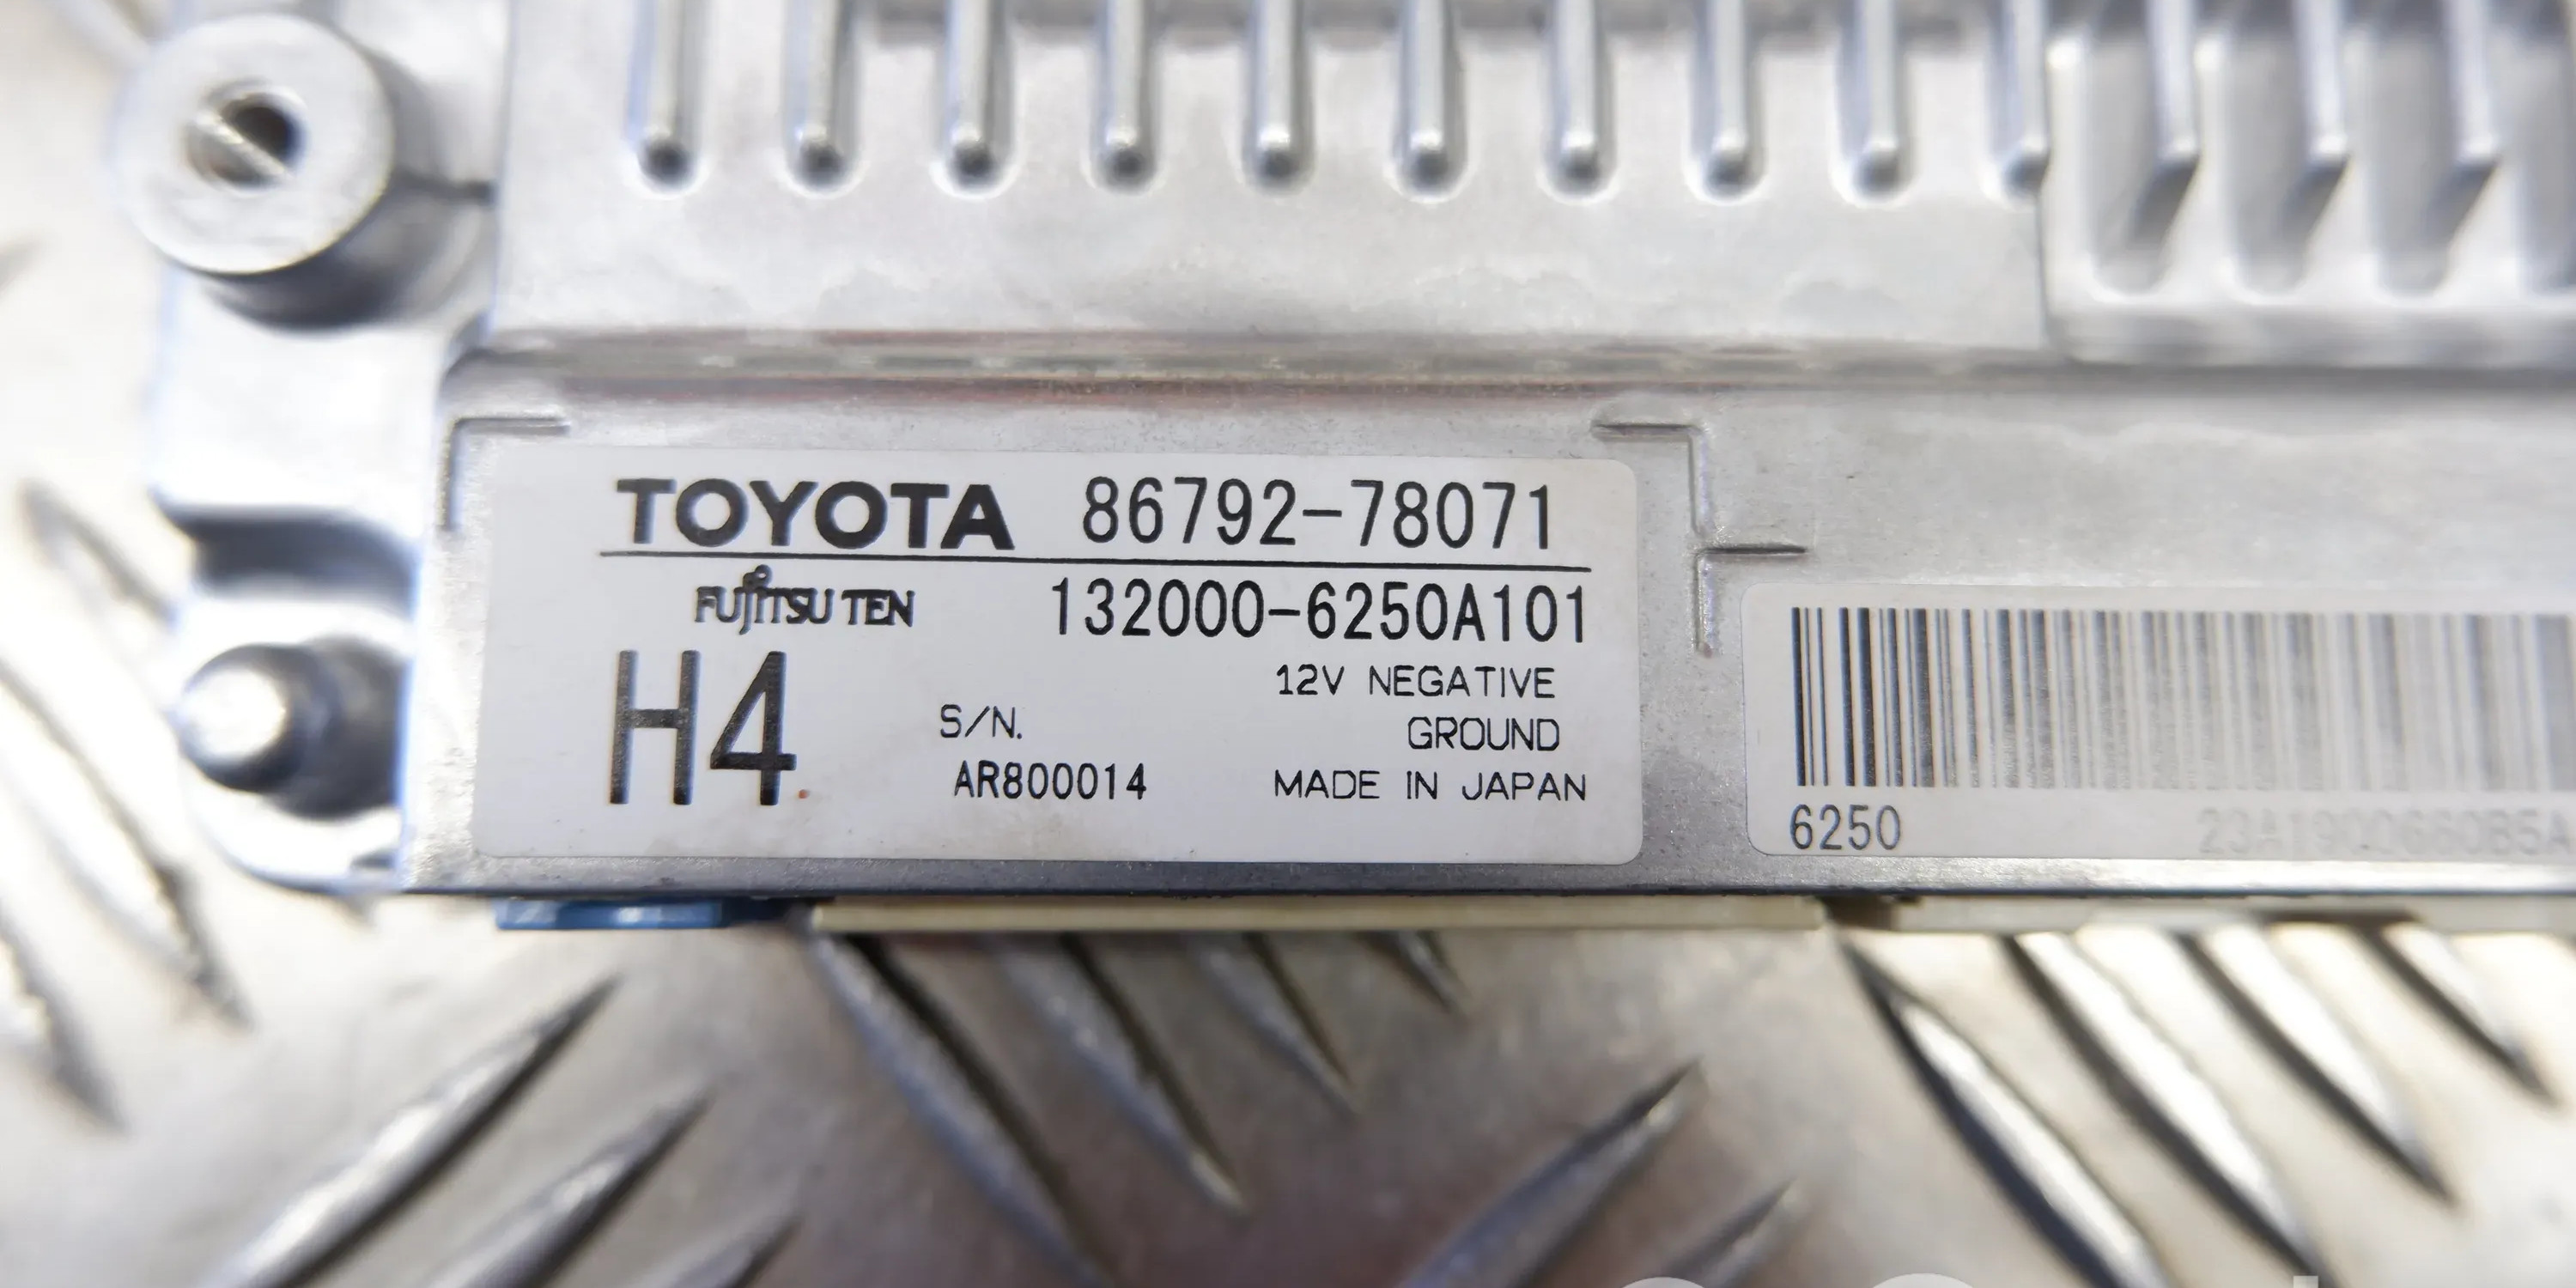 TOYOTA 86792-78071
FUJITSU TEN 132000-6250A101
H4
12V NEGATIVE
GROUND
S/N.
AR800014
MADE IN JAPAN
6250